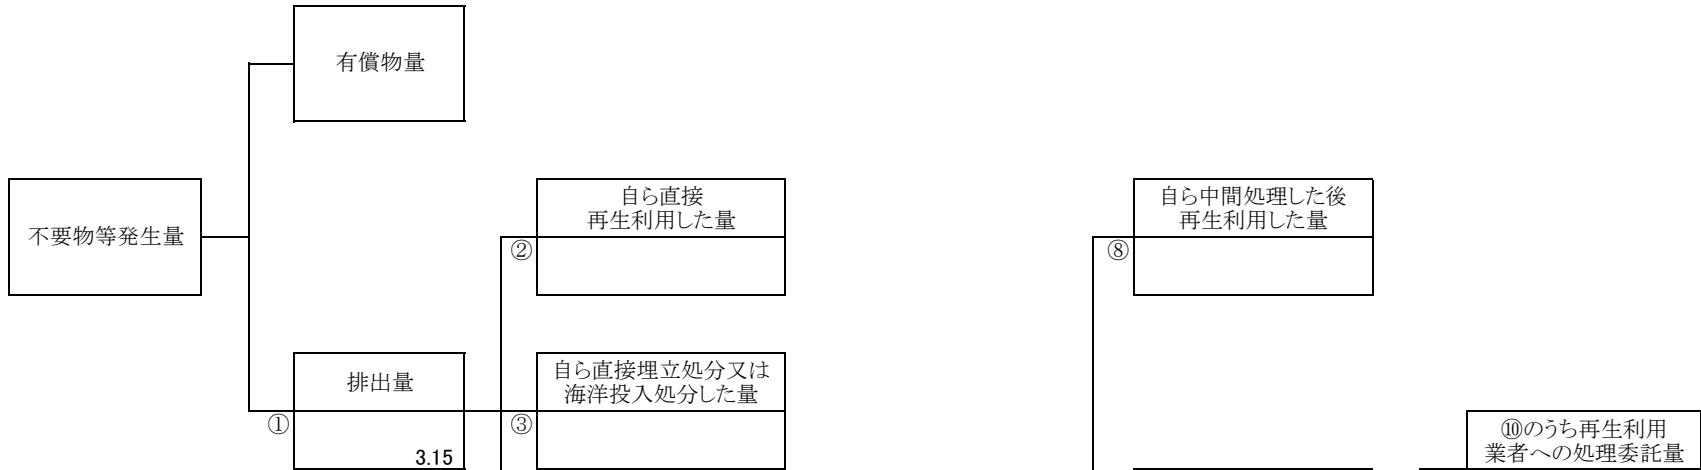 有償物量
不要物等発生量
自ら直接
再生利用した量
②
自ら中間処理した後
再生利用した量
⑧
排出量
①
3.15
自ら直接埋立処分又は
海洋投入処分した量
③
⑩のうち再生利用
業者への処理委託量